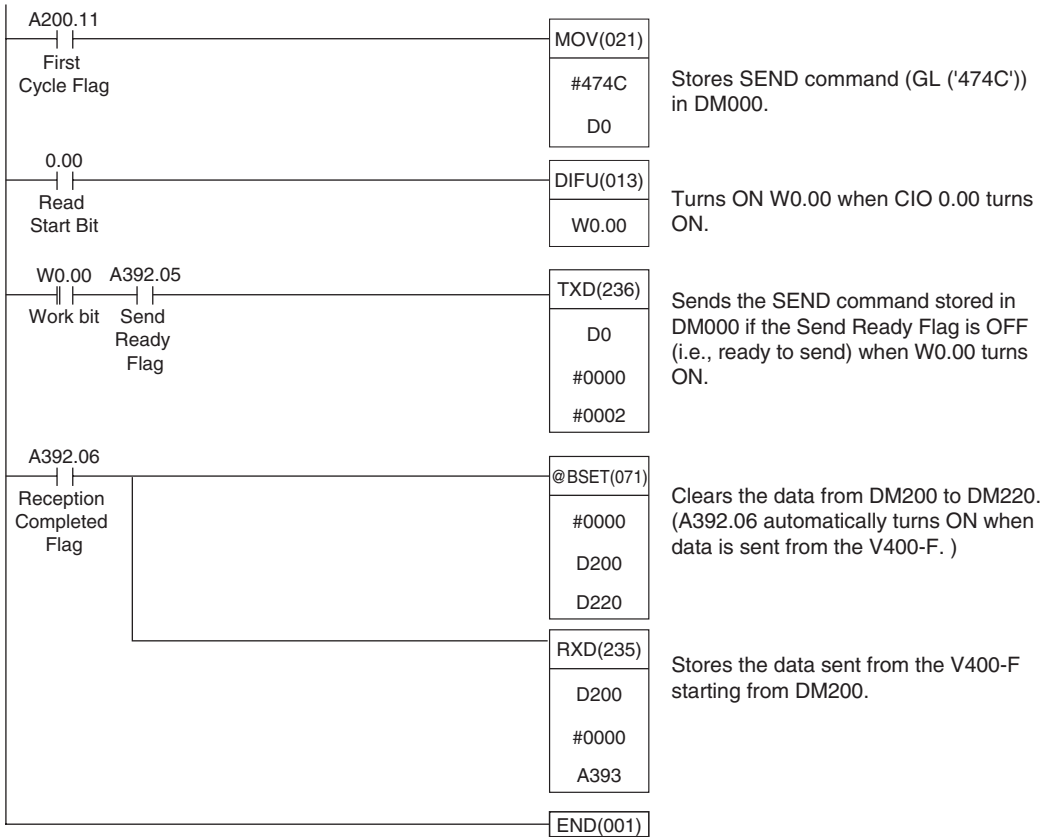 A200.11
First
Cycle Flag
MOV(021)
#474C
D0
Stores SEND command (GL ('474C'))
in DM000.
0.00
Read
Start Bit
DIFU(013)
W0.00
Turns ON W0.00 when CIO 0.00 turns
ON.
W0.00 A392.05
Work bit Send
Ready
Flag
TXD(236)
D0
#0000
#0002
Sends the SEND command stored in
DM000 if the Send Ready Flag is OFF
(i.e., ready to send) when W0.00 turns
ON.
A392.06
Reception
Completed
Flag
@BSET(071)
#0000
D200
D220
Clears the data from DM200 to DM220.
(A392.06 automatically turns ON when
data is sent from the V400-F. )
RXD(235)
D200
#0000
A393
Stores the data sent from the V400-F
starting from DM200.
END(001)